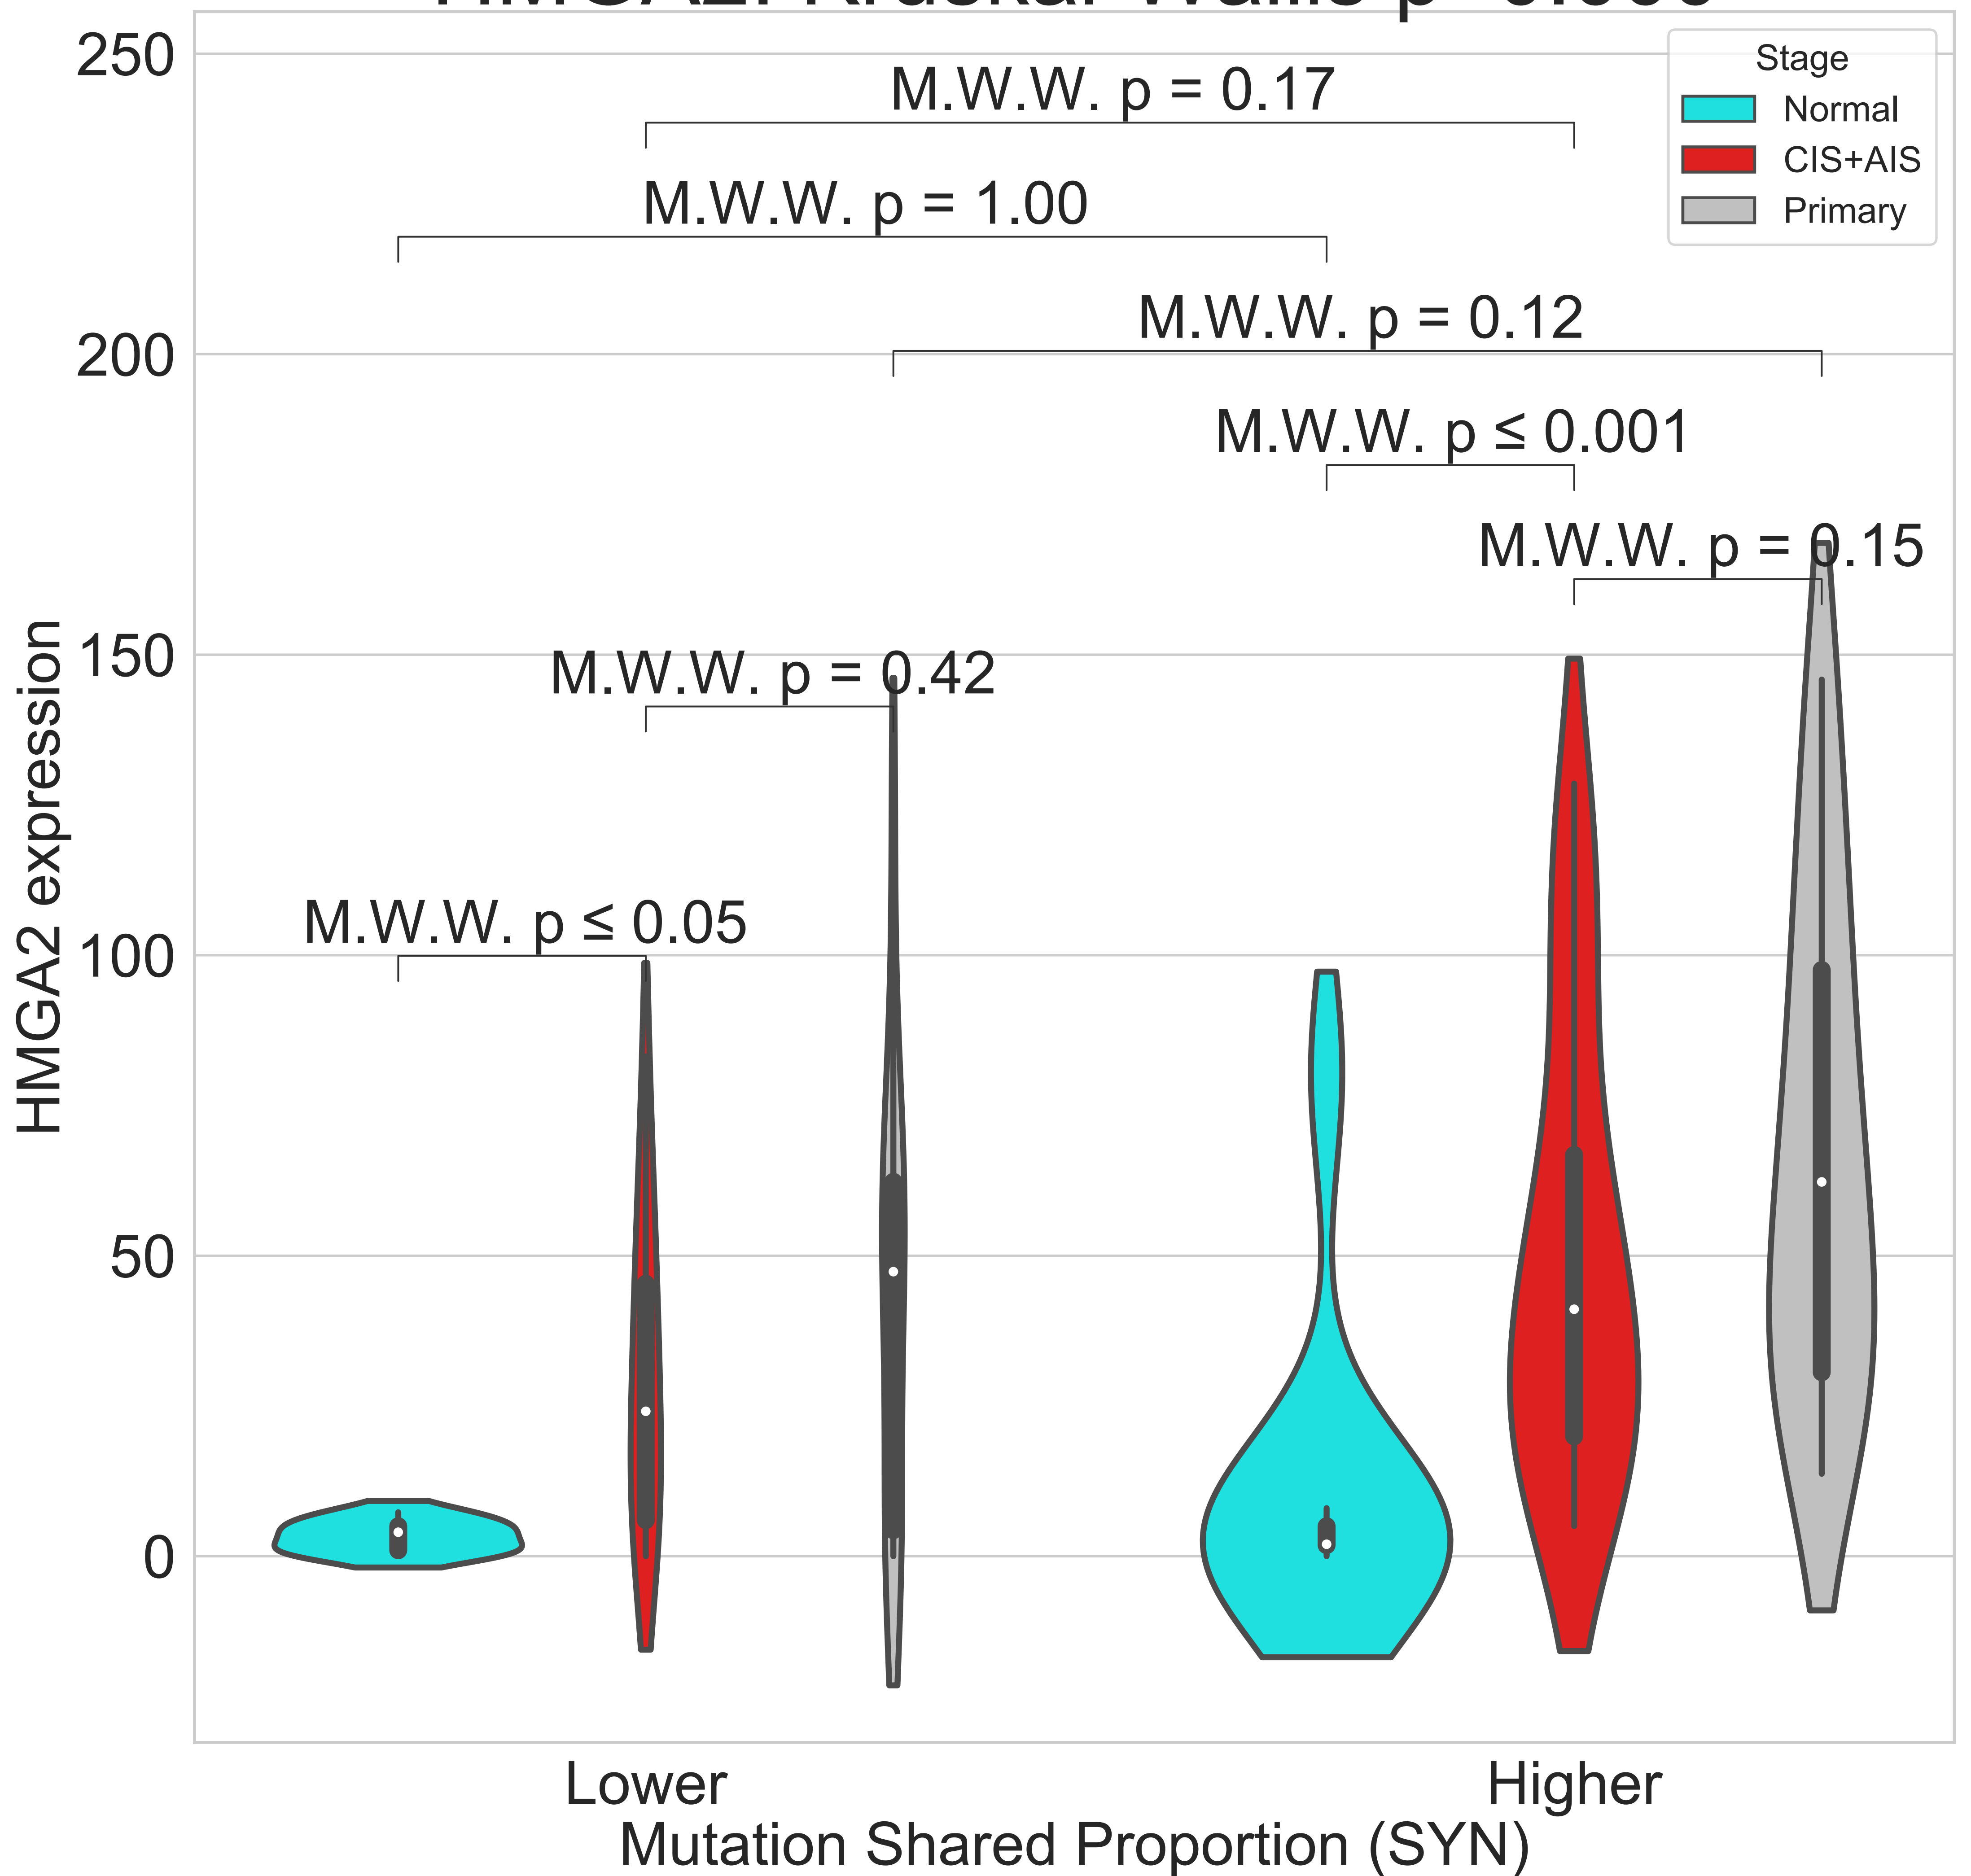 250
200
150
100
50
0
HMGA2 expression
M.W.W. p = 0.17
M.W.W. p = 1.00
M.W.W. p = 0.12
M.W.W. p ≤ 0.001
M.W.W. p = 0.15
M.W.W. p = 0.42
M.W.W. p ≤ 0.05
Stage
Normal
CIS+AIS
Primary
Lower
Higher
Mutation Shared Proportion (SYN)